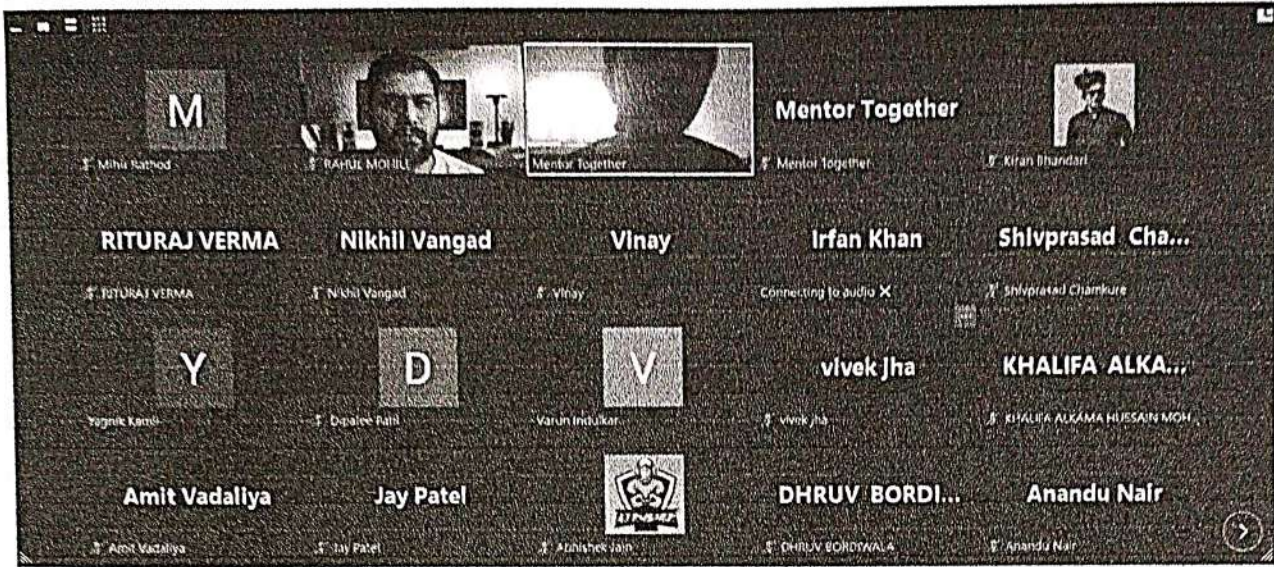 M
Mihir Rathod
RAHUL MOHILE
Mentor Together
Mentor Together
Mentor Together
Kiran Bhandari
RITURAJ VERMA
RITURAJ VERMA
Nikhil Vangad
Nikhil Vangad
Vinay
Vinay
Irfan Khan
Connecting to audio
Shivprasad Cha...
Shivprasad Chamkure
Y
Yagnik
D
Dipalee Patil
V
Varun Indulkar
vivek Jha
vivek jha
KHALIFA ALKA...
KHALIFA ALKAMA HUSSAIN MOH...
Amit Vadaliya
Amit Vadaliya
Jay Patel
Jay Patel
Abhishek Jain
DHRUV BORDI...
DHRUV BORDIWALA
Anandu Nair
Anandu Nair